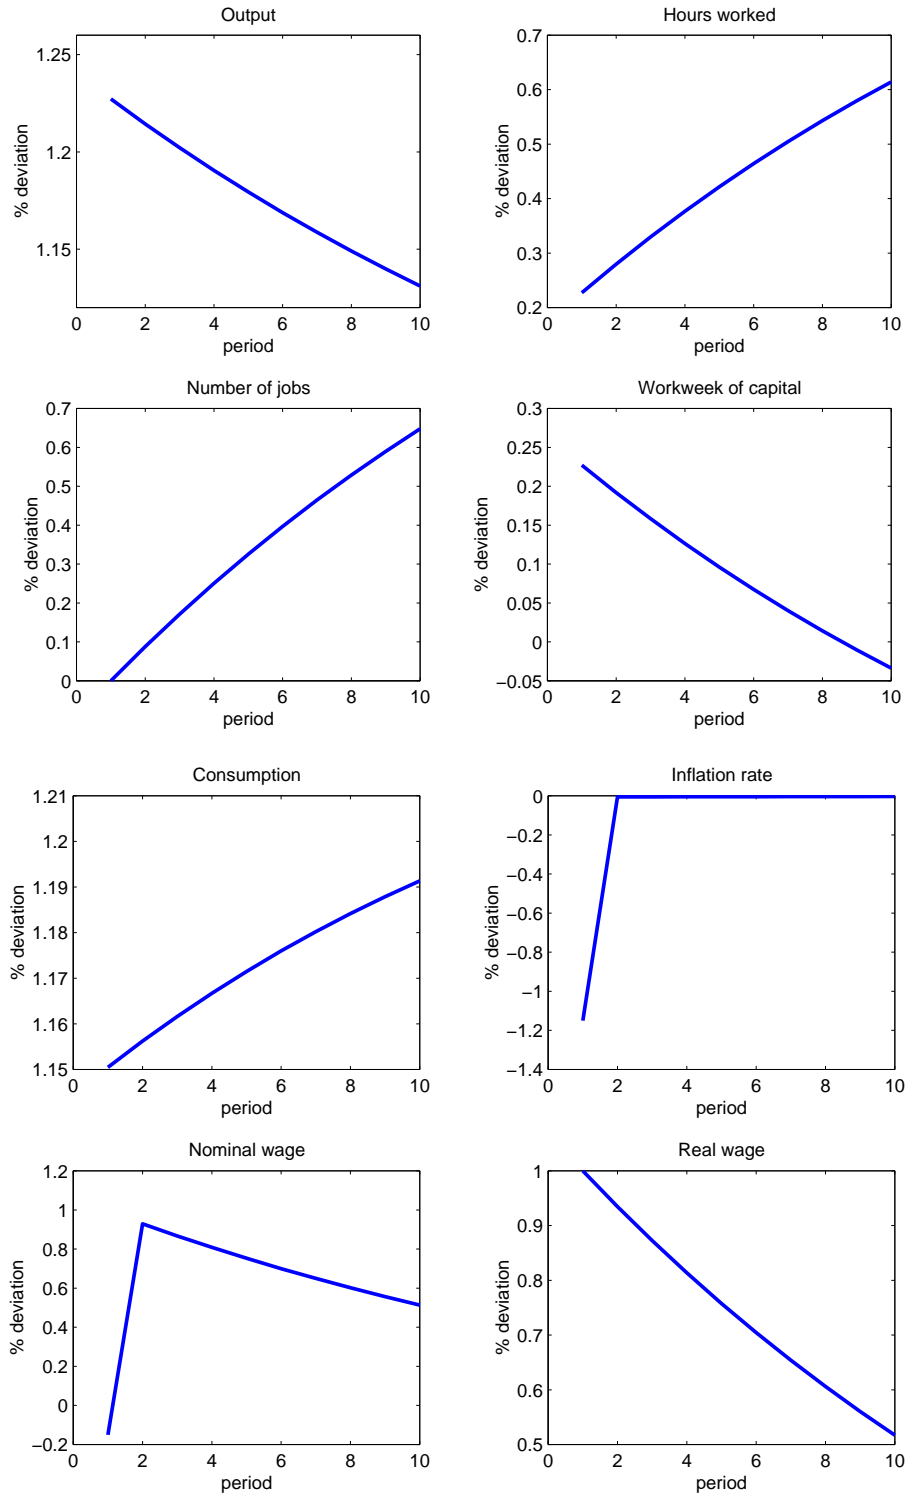 Output
1.25
1.2
1.15
% deviation
0 2 4 6 8 10
period
Hours worked
0.7
0.6
0.5
0.4
0.3
0.2
% deviation
0 2 4 6 8 10
period
Number of jobs
0.7
0.6
0.5
0.4
0.3
0.2
0.1
0
% deviation
0 2 4 6 8 10
period
Workweek of capital
0.3
0.25
0.2
0.15
0.1
0.05
0
−0.05
% deviation
0 2 4 6 8 10
period
Consumption
1.21
1.2
1.19
1.18
1.17
1.16
1.15
% deviation
0 2 4 6 8 10
period
Inflation rate
0
−0.2
−0.4
−0.6
−0.8
−1
−1.2
−1.4
% deviation
0 2 4 6 8 10
period
Nominal wage
1.2
1
0.8
0.6
0.4
0.2
0
−0.2
% deviation
0 2 4 6 8 10
period
Real wage
1
0.9
0.8
0.7
0.6
0.5
% deviation
0 2 4 6 8 10
period